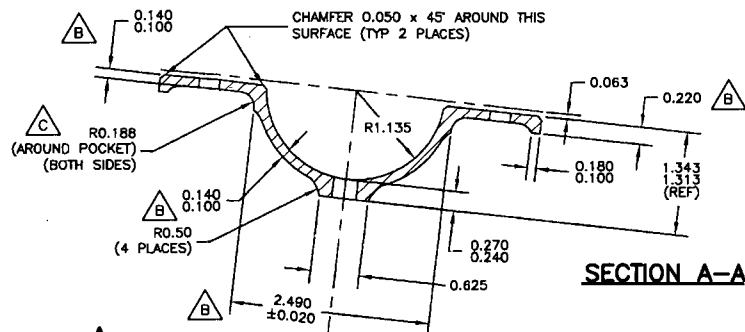 B
0.140
0.100
CHAMFER 0.050 x 45° AROUND THIS
SURFACE (TYP 2 PLACES)
0.063
0.220
B
C
R0.188
(AROUND POCKET)
(BOTH SIDES)
R1.135
0.180
0.100
1.343
1.313
(REF)
0.140
0.100
B
R0.50
(4 PLACES)
0.270
0.240
0.625
SECTION A-A
B
2.490
±0.020